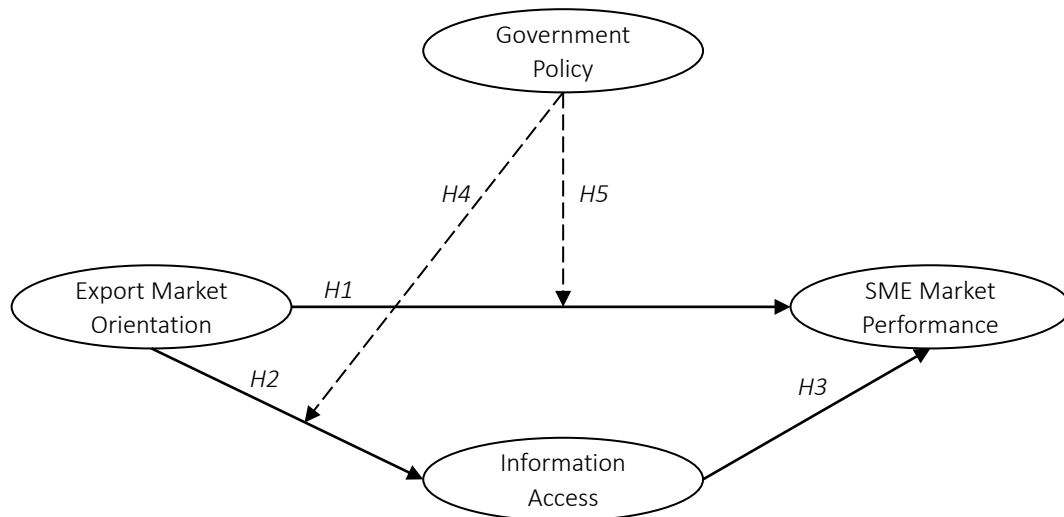 Government
Policy
H4
H5
Export Market
Orientation
H1
SME Market
Performance
H2
H3
Information
Access